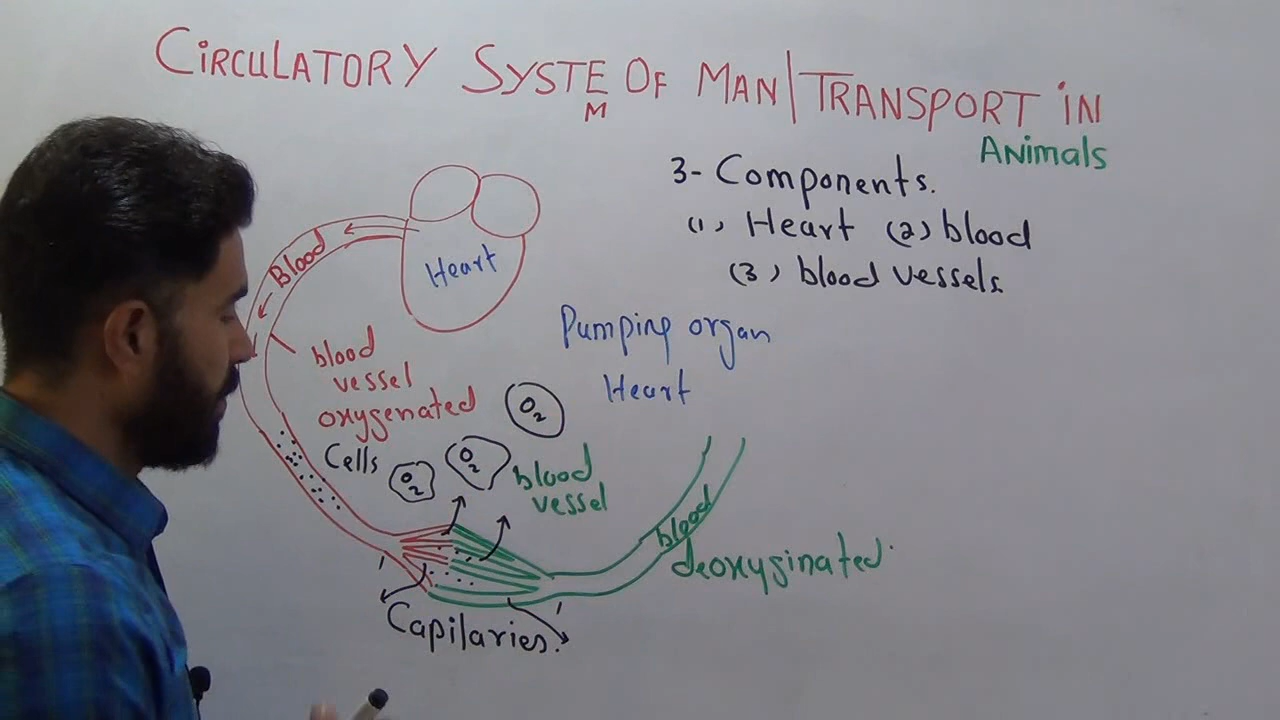 CIRCULATORY SYSTEM OF MAN | TRANSPORT IN
ANIMALS
3- Components.
(1) Heart (2) blood
(3) blood vessels.
Heart
Blood
Pumping organ
Heart
blood
vessel
oxygenated
Cells
O2
O2
O2
blood
vessel
blood
deoxyginated.
Capilaries.